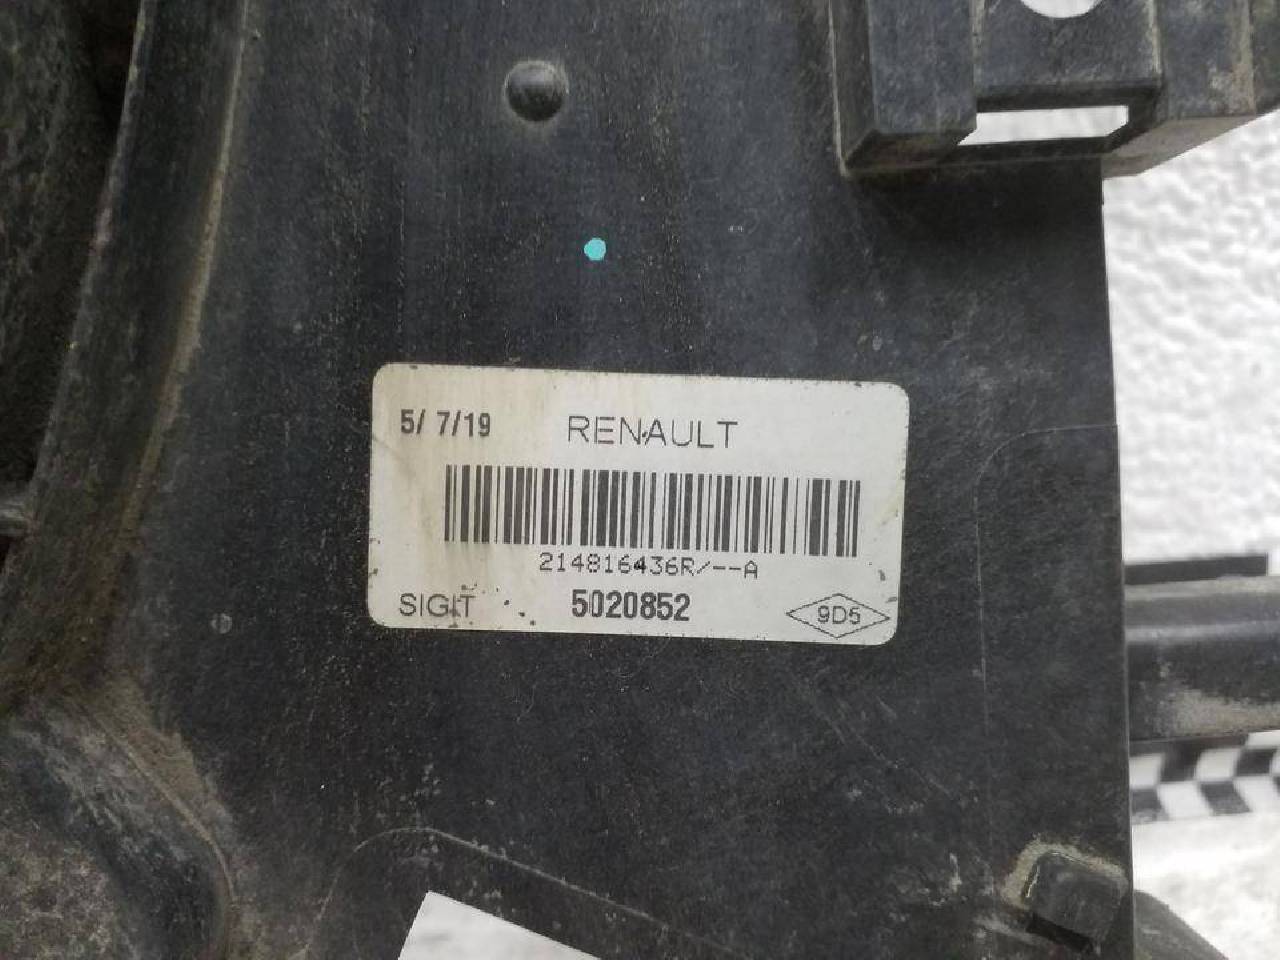 5/ 7/19 RENAULT
214816436R/--A
SIGIT 5020852 9D5